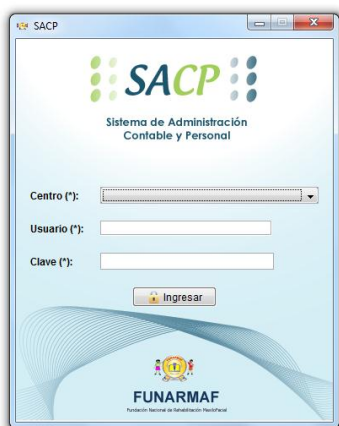 SACP
SACP
Sistema de Administración
Contable y Personal
Centro (*):
Usuario (*):
Clave (*):
Ingresar
FUNARMAF
Fundación Nacional de Rehabilitación Maxilofacial